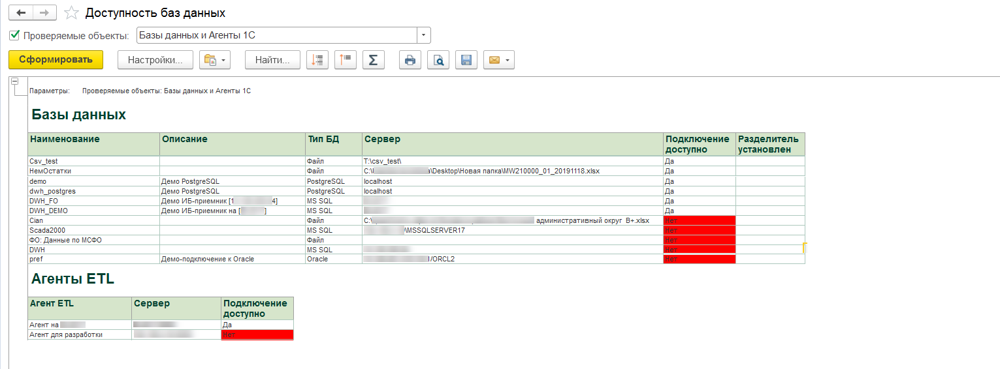 Доступность баз данных
Проверяемые объекты: Базы данных и Агенты 1С
Сформировать Настройки... Найти...
Параметры: Проверяемые объекты: Базы данных и Агенты 1С
Базы данных
Наименование Описание Тип БД Сервер Подключение доступно Разделитель установлен
Csv_test Файл T:\csv_test\ Да
НемОстатки Файл C:\ a\Desktop\Новая папка\MW210000_01_20191118.xlsx Да
demo Демо PostgreSQL PostgreSQL localhost Да
dwh_postgres Демо PostgreSQL PostgreSQL localhost Да
DWH_FO Демо ИБ-приемник [1 4] MS SQL Да
DWH_DEMO Демо ИБ-приемник на [ ] MS SQL Да
Cian Файл C:\ административный округ B+.xlsx Нет
Scada2000 MS SQL \MSSQLSERVER17 Нет
ФО: Данные по МСФО Файл Нет
DWH MS SQL Нет
pref Демо-подключение к Oracle Oracle 1/ORCL2 Нет
Агенты ETL
Агент ETL Сервер Подключение доступно
Агент на Да
Агент для разработки Нет